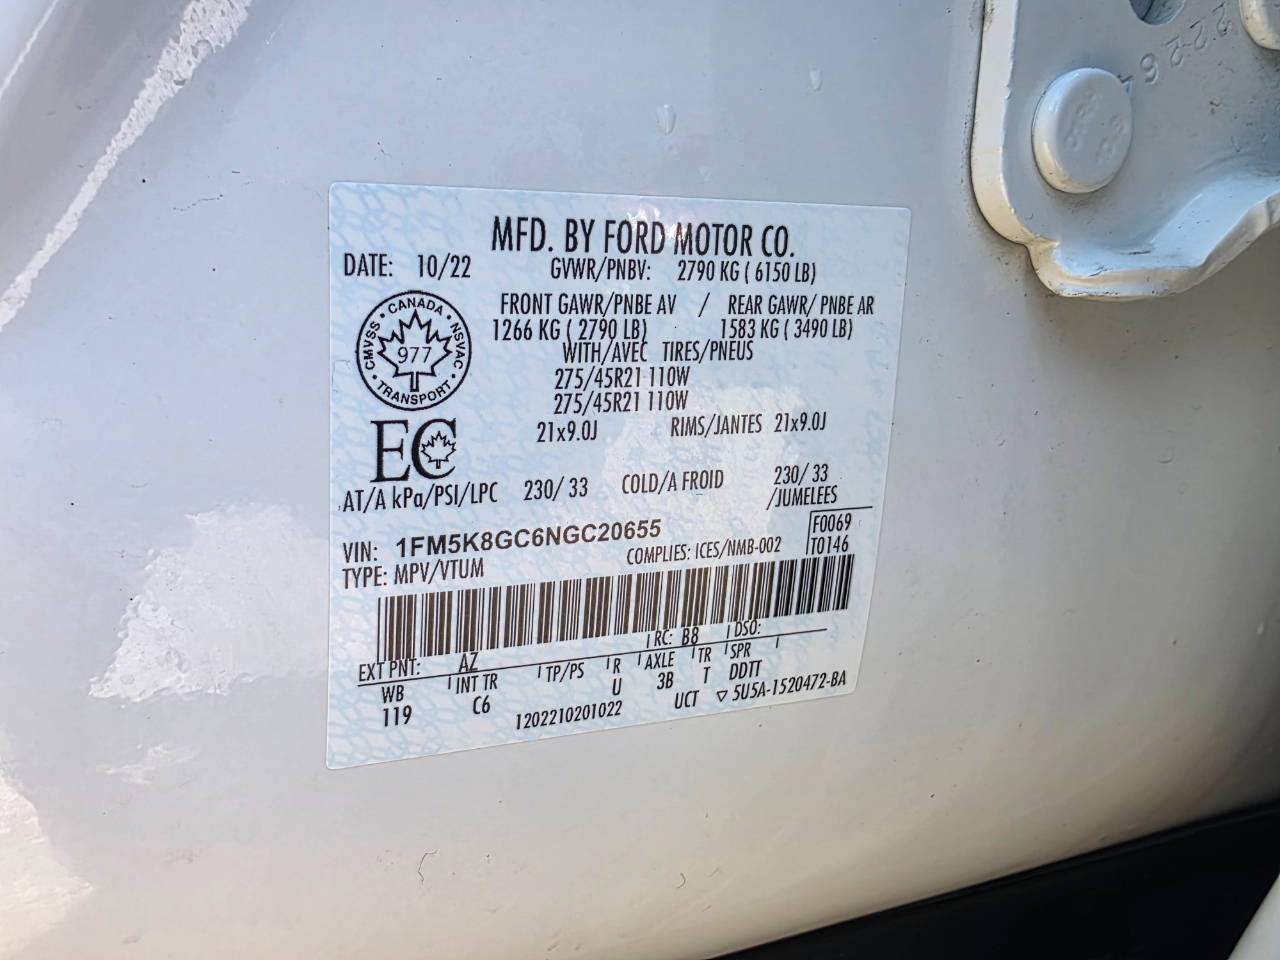 MFD. BY FORD MOTOR CO.
DATE: 10/22 GVWR/PNBV: 2790 KG ( 6150 LB)
FRONT GAWR/PNBE AV / REAR GAWR/ PNBE AR
1266 KG ( 2790 LB) 1583 KG ( 3490 LB)
WITH/AVEC TIRES/PNEUS
275/45R21 110W
275/45R21 110W
21x9.0J RIMS/JANTES 21x9.0J
CANADA
CMVSS • NSVAC
977
TRANSPORT
EC
AT/A kPa/PSI/LPC 230/ 33 COLD/A FROID 230/ 33
/JUMELEES
VIN: 1FM5K8GC6NGC20655 F0069
TYPE: MPV/VTUM COMPLIES: ICES/NMB-002 T0146
RC: B8 DSO:
EXT PNT: AZ
WB INT TR TP/PS R AXLE TR SPR
119 C6 U 3B T DDTT
1202210201022 UCT ▽ 5U5A-1520472-BA